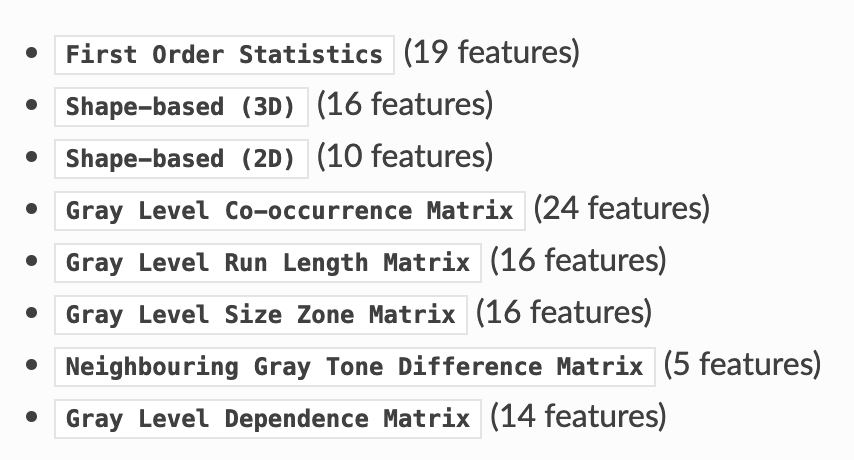 • First Order Statistics (19 features)
• Shape-based (3D) (16 features)
• Shape-based (2D) (10 features)
• Gray Level Co-occurrence Matrix (24 features)
• Gray Level Run Length Matrix (16 features)
• Gray Level Size Zone Matrix (16 features)
• Neighbouring Gray Tone Difference Matrix (5 features)
• Gray Level Dependence Matrix (14 features)